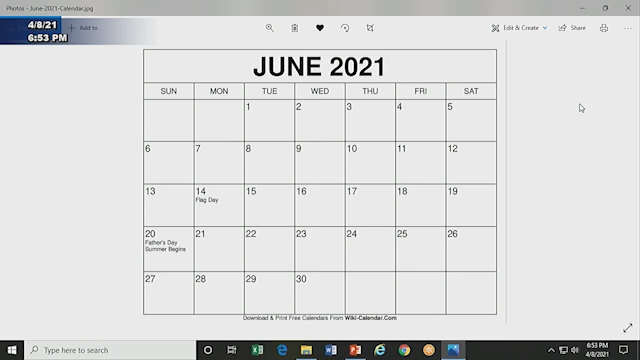 Photos - June-2021-Calendar.jpg
4/8/21
6:53 PM
Add to
Edit & Create
Share
JUNE 2021
SUN MON TUE WED THU FRI SAT
1 2 3 4 5
6 7 8 9 10 11 12
13 14 15 16 17 18 19
Flag Day
20 21 22 23 24 25 26
Father's Day
Summer Begins
27 28 29 30
Download & Print Free Calendars From Wiki-Calendar.Com
Type here to search
6:53 PM
4/8/2021